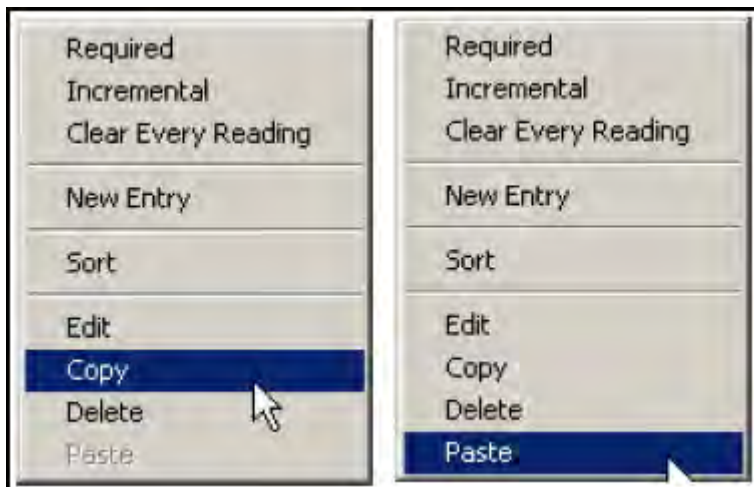 Required
Incremental
Clear Every Reading
New Entry
Sort
Edit
Copy
Delete
Paste
Required
Incremental
Clear Every Reading
New Entry
Sort
Edit
Copy
Delete
Paste